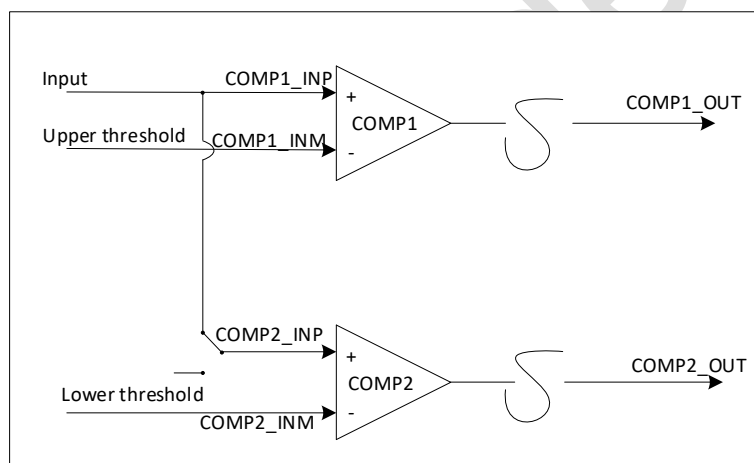 Input
COMP1_INP
+
COMP1
COMP1_OUT
Upper threshold
COMP1_INM
-
COMP2_INP
+
COMP2
COMP2_OUT
Lower threshold
COMP2_INM
-